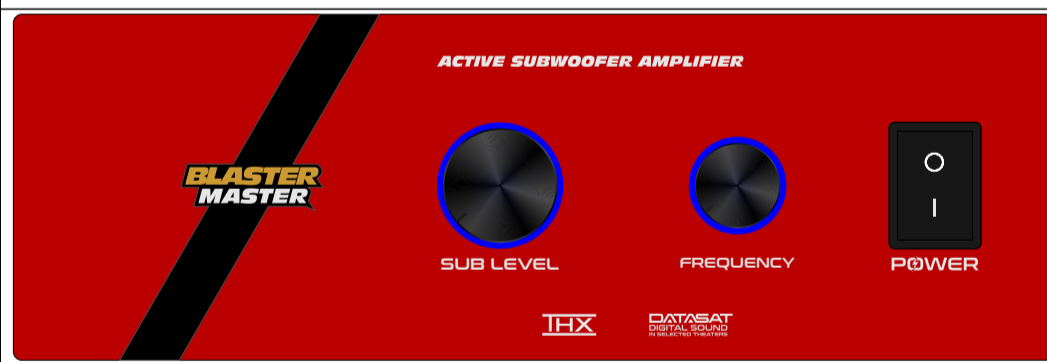 ACTIVE SUBWOOFER AMPLIFIER
BLASTER
MASTER
SUB LEVEL
FREQUENCY
POWER
THX
DATASAT
DIGITAL SOUND
IN SELECTED THEATERS